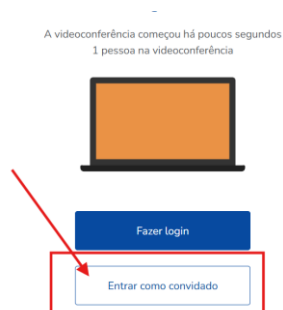 A videoconferência começou há poucos segundos
1 pessoa na videoconferência
Fazer login
Entrar como convidado